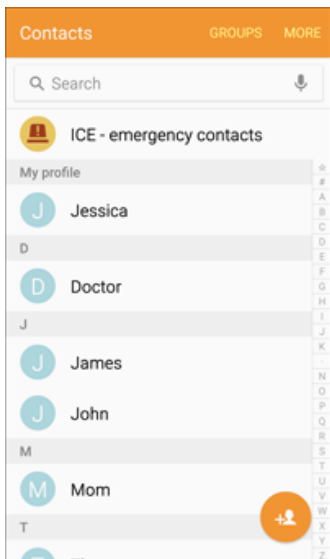 Contacts GROUPS MORE
Search
ICE - emergency contacts
My profile
J Jessica
D
D Doctor
J
J James
J John
M
M Mom
T
☆
#
A
B
C
D
E
F
G
H
I
J
K
·
N
O
P
Q
R
S
T
U
V
W
X
Y